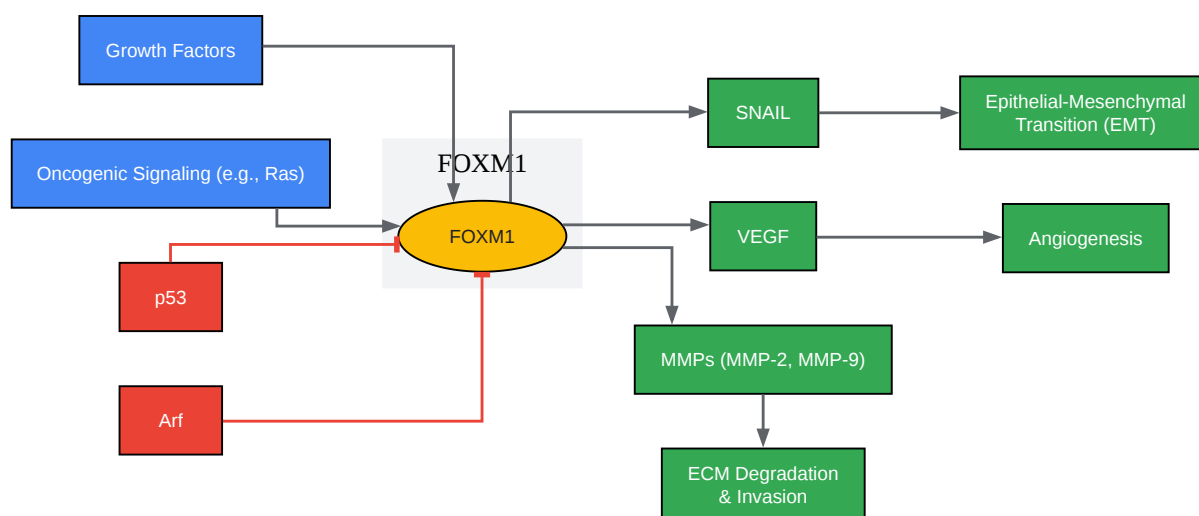 Growth Factors
Oncogenic Signaling (e.g., Ras)
p53
Arf
FOXM1
FOXM1
SNAIL
Epithelial-Mesenchymal
Transition (EMT)
VEGF
Angiogenesis
MMPs (MMP-2, MMP-9)
ECM Degradation
& Invasion